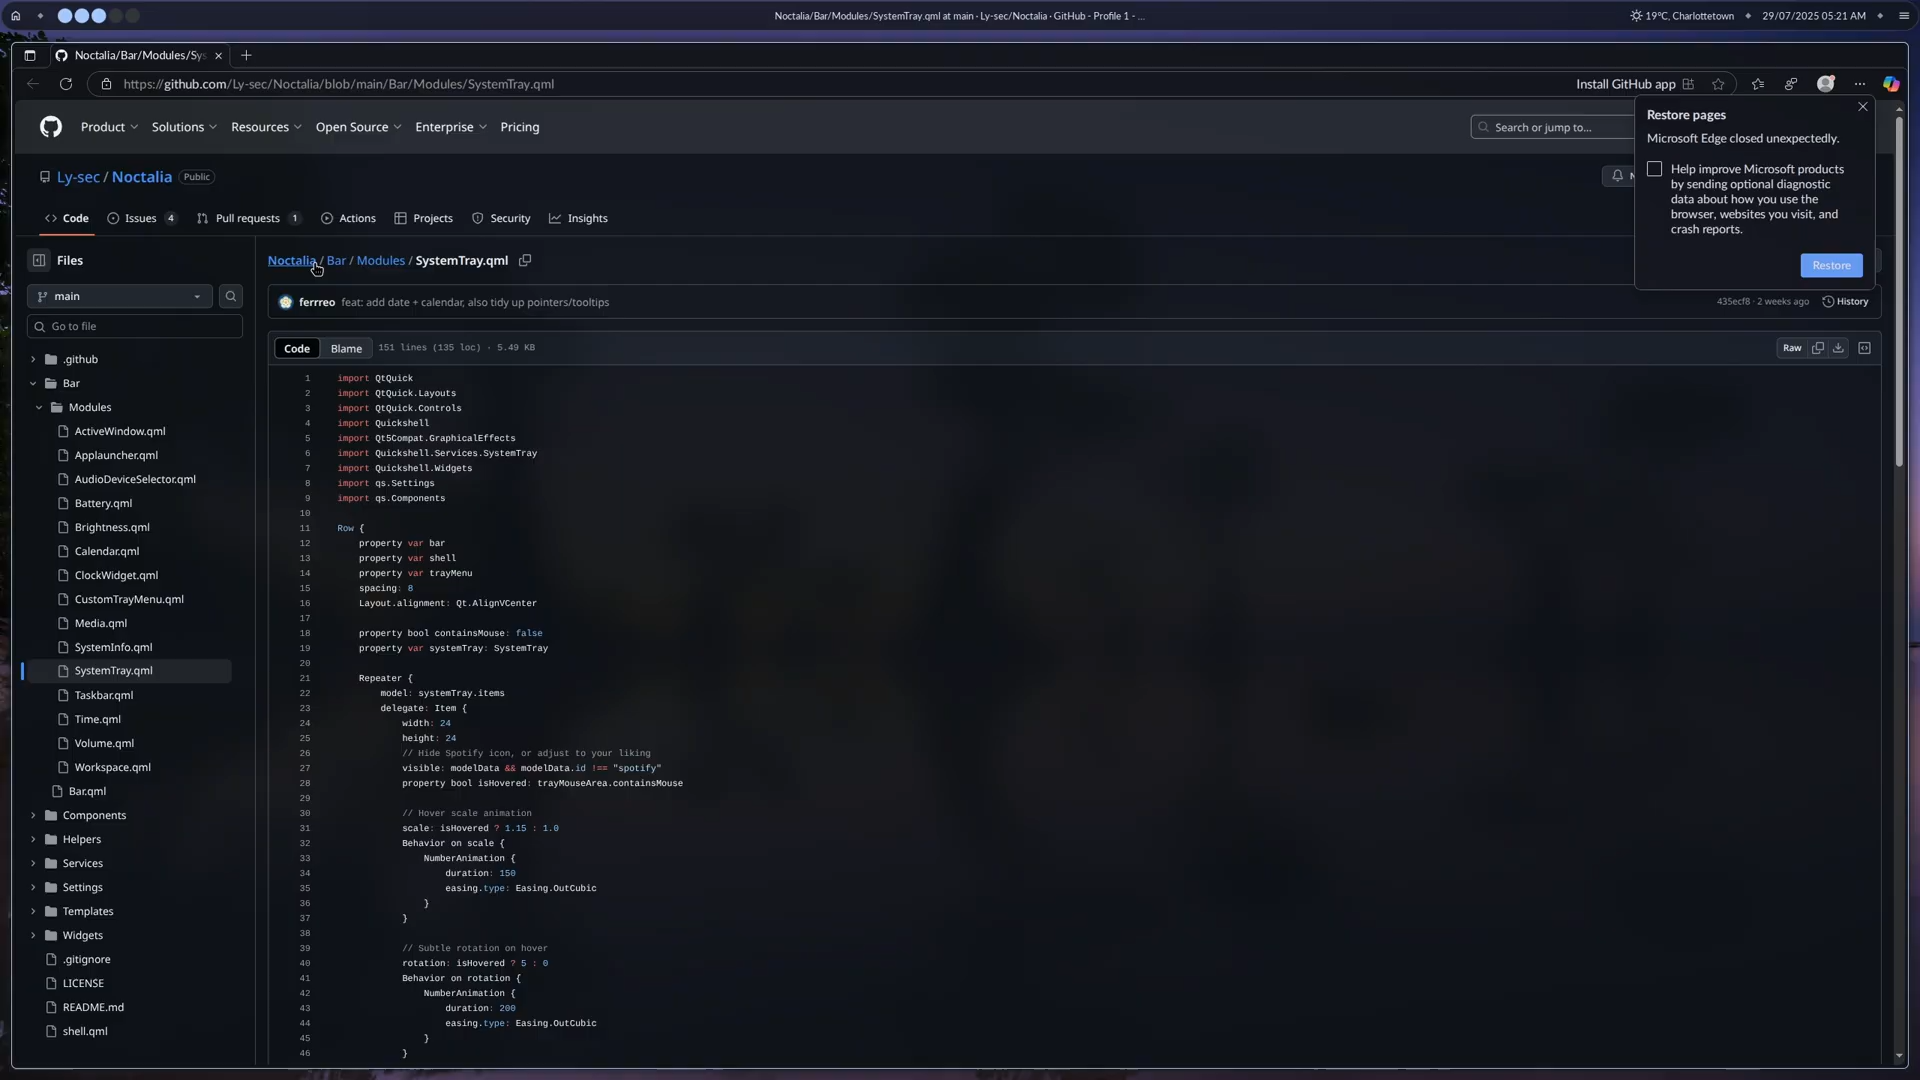 Noctalia/Bar/Modules/SystemTray.qml at main · Ly-sec/Noctalia · GitHub - Profile 1 - ...
19°C, Charlottetown
29/07/2025 05:21 AM
Noctalia/Bar/Modules/Sys
https://github.com/Ly-sec/Noctalia/blob/main/Bar/Modules/SystemTray.qml
Install GitHub app
Product
Solutions
Resources
Open Source
Enterprise
Pricing
Search or jump to...
Restore pages
Microsoft Edge closed unexpectedly.
Help improve Microsoft products
by sending optional diagnostic
data about how you use the
browser, websites you visit, and
crash reports.
Restore
Ly-sec / Noctalia Public
Code
Issues 4
Pull requests 1
Actions
Projects
Security
Insights
Files
main
Go to file
.github
Bar
Modules
ActiveWindow.qml
Applauncher.qml
AudioDeviceSelector.qml
Battery.qml
Brightness.qml
Calendar.qml
ClockWidget.qml
CustomTrayMenu.qml
Media.qml
SystemInfo.qml
SystemTray.qml
Taskbar.qml
Time.qml
Volume.qml
Workspace.qml
Bar.qml
Components
Helpers
Services
Settings
Templates
Widgets
.gitignore
LICENSE
README.md
shell.qml
Noctalia / Bar / Modules / SystemTray.qml
ferrreo feat: add date + calendar, also tidy up pointers/tooltips
435ecf8 · 2 weeks ago
History
Code
Blame
151 lines (135 loc) · 5.49 KB
Raw
1 import QtQuick
2 import QtQuick.Layouts
3 import QtQuick.Controls
4 import Quickshell
5 import Qt5Compat.GraphicalEffects
6 import Quickshell.Services.SystemTray
7 import Quickshell.Widgets
8 import qs.Settings
9 import qs.Components
10
11 Row {
12 property var bar
13 property var shell
14 property var trayMenu
15 spacing: 8
16 Layout.alignment: Qt.AlignVCenter
17
18 property bool containsMouse: false
19 property var systemTray: SystemTray
20
21 Repeater {
22 model: systemTray.items
23 delegate: Item {
24 width: 24
25 height: 24
26 // Hide Spotify icon, or adjust to your liking
27 visible: modelData && modelData.id !== "spotify"
28 property bool isHovered: trayMouseArea.containsMouse
29
30 // Hover scale animation
31 scale: isHovered ? 1.15 : 1.0
32 Behavior on scale {
33 NumberAnimation {
34 duration: 150
35 easing.type: Easing.OutCubic
36 }
37 }
38
39 // Subtle rotation on hover
40 rotation: isHovered ? 5 : 0
41 Behavior on rotation {
42 NumberAnimation {
43 duration: 200
44 easing.type: Easing.OutCubic
45 }
46 }